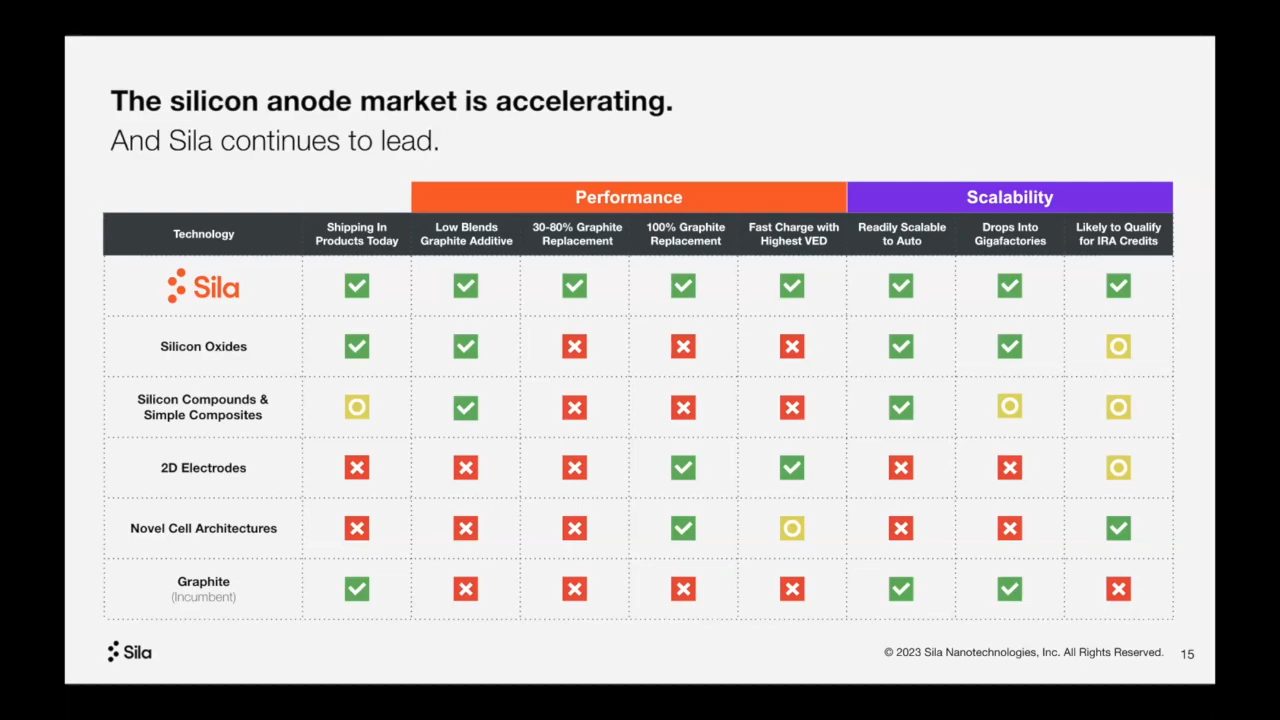 The silicon anode market is accelerating.
And Sila continues to lead.
Performance
Scalability
Technology
Shipping In
Products Today
Low Blends
Graphite Additive
30-80% Graphite
Replacement
100% Graphite
Replacement
Fast Charge with
Highest VED
Readily Scalable
to Auto
Drops Into
Gigafactories
Likely to Qualify
for IRA Credits
Sila
Silicon Oxides
Silicon Compounds &
Simple Composites
2D Electrodes
Novel Cell Architectures
Graphite
(Incumbent)
Sila
© 2023 Sila Nanotechnologies, Inc. All Rights Reserved.
15